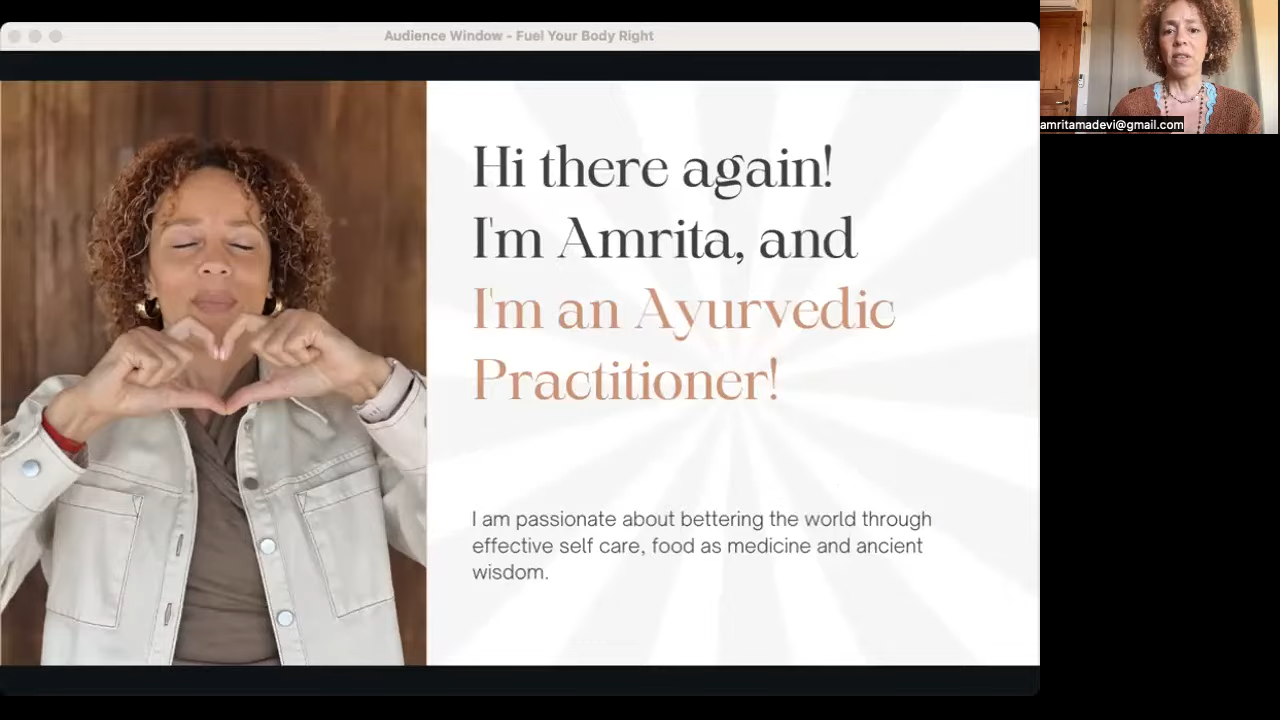 Audience Window - Fuel Your Body Right
amritamadevi@gmail.com
Hi there again!
I'm Amrita, and
I'm an Ayurvedic
Practitioner!
I am passionate about bettering the world through
effective self care, food as medicine and ancient
wisdom.